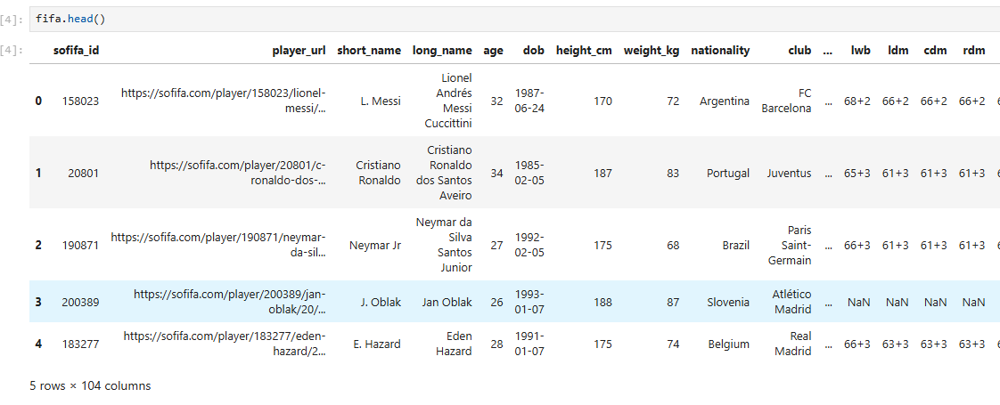 [4]: fifa.head()
[4]: sofifa_id player_url short_name long_name age dob height_cm weight_kg nationality club ... lwb ldm cdm rdm
0 158023 https://sofifa.com/player/158023/lionel-messi/... L. Messi Lionel Andrés Messi Cuccittini 32 1987-06-24 170 72 Argentina FC Barcelona ... 68+2 66+2 66+2 66+2
1 20801 https://sofifa.com/player/20801/c-ronaldo-dos-... Cristiano Ronaldo Cristiano Ronaldo dos Santos Aveiro 34 1985-02-05 187 83 Portugal Juventus ... 65+3 61+3 61+3 61+3
2 190871 https://sofifa.com/player/190871/neymar-da-sil... Neymar Jr Neymar da Silva Santos Junior 27 1992-02-05 175 68 Brazil Paris Saint-Germain ... 66+3 61+3 61+3 61+3
3 200389 https://sofifa.com/player/200389/jan-oblak/20/... J. Oblak Jan Oblak 26 1993-01-07 188 87 Slovenia Atlético Madrid ... NaN NaN NaN NaN
4 183277 https://sofifa.com/player/183277/eden-hazard/2... E. Hazard Eden Hazard 28 1991-01-07 175 74 Belgium Real Madrid ... 66+3 63+3 63+3 63+3
5 rows × 104 columns